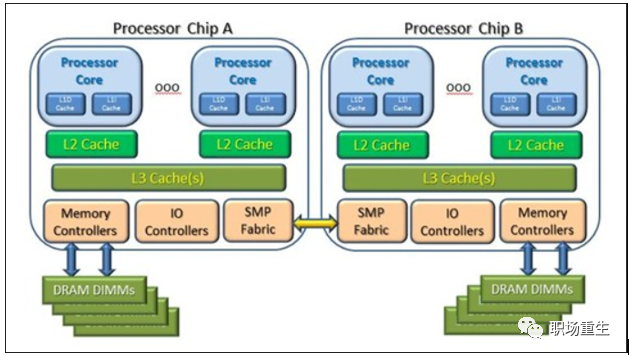 Processor Chip A
Processor Chip B
Processor
Core
L1D
Cache
L1I
Cache
ooo
Processor
Core
L1D
Cache
L1I
Cache
Processor
Core
L1D
Cache
L1I
Cache
ooo
Processor
Core
L1D
Cache
L1I
Cache
L2 Cache
L2 Cache
L2 Cache
L2 Cache
L3 Cache(s)
L3 Cache(s)
Memory
Controllers
IO
Controllers
SMP
Fabric
SMP
Fabric
IO
Controllers
Memory
Controllers
DRAM DIMMs
DRAM DIMMs
职场重生